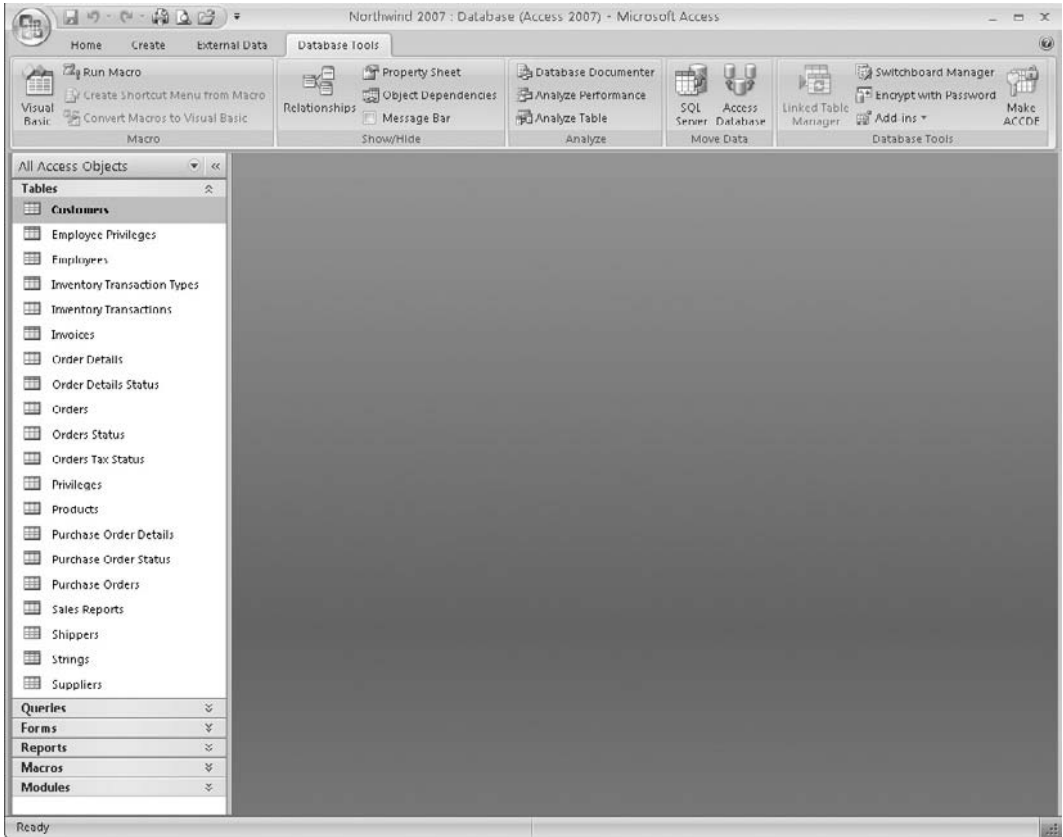 Northwind 2007 : Database (Access 2007) - Microsoft Access
Home Create External Data Database Tools
Run Macro
Create Shortcut Menu from Macro
Convert Macros to Visual Basic
Visual
Basic
Macro
Relationships
Property Sheet
Object Dependencies
Message Bar
Show/Hide
Database Documenter
Analyze Performance
Analyze Table
Analyze
SQL
Server
Access
Database
Move Data
Linked Table
Manager
Switchboard Manager
Encrypt with Password
Add-ins
Make
ACCDE
Database Tools
All Access Objects
Tables
Customers
Employee Privileges
Employees
Inventory Transaction Types
Inventory Transactions
Invoices
Order Details
Order Details Status
Orders
Orders Status
Orders Tax Status
Privileges
Products
Purchase Order Details
Purchase Order Status
Purchase Orders
Sales Reports
Shippers
Strings
Suppliers
Queries
Forms
Reports
Macros
Modules
Ready